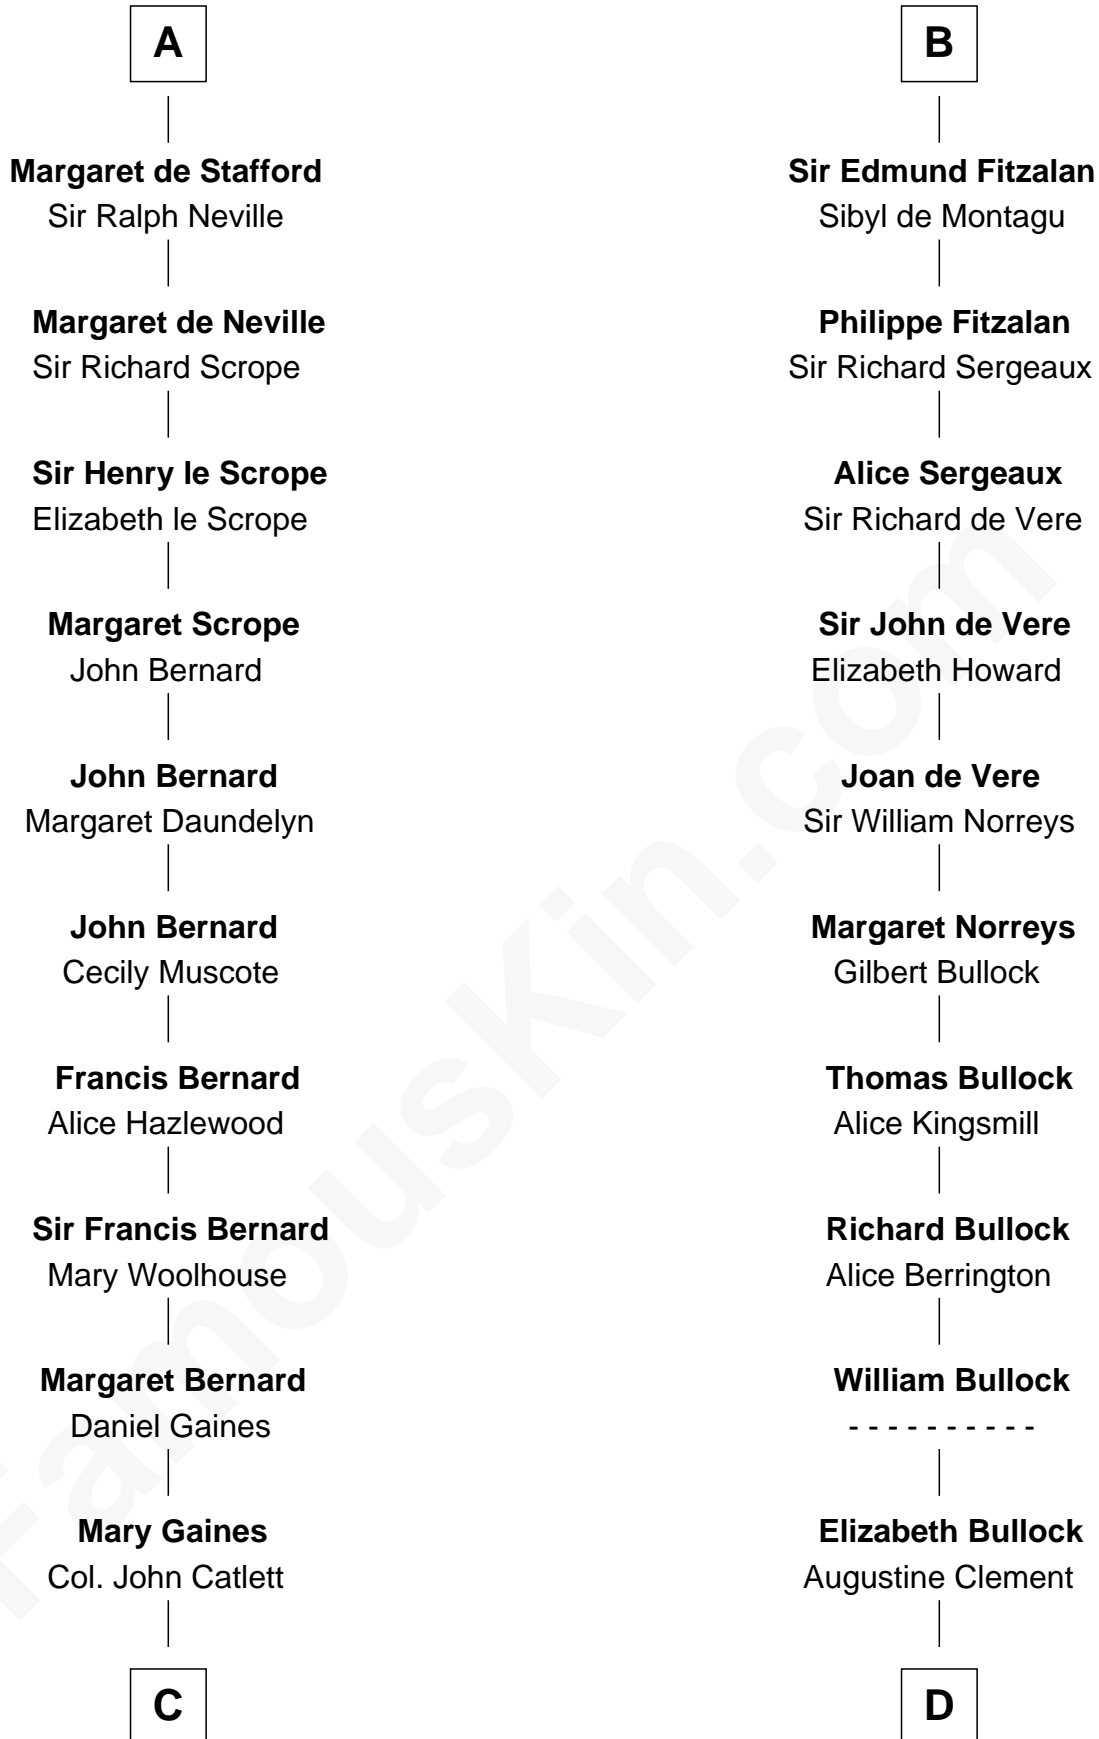 A
Margaret de Stafford
Sir Ralph Neville
Margaret de Neville
Sir Richard Scrope
Sir Henry le Scrope
Elizabeth le Scrope
Margaret Scrope
John Bernard
John Bernard
Margaret Daundelyn
John Bernard
Cecily Muscote
Francis Bernard
Alice Hazlewood
Sir Francis Bernard
Mary Woolhouse
Margaret Bernard
Daniel Gaines
Mary Gaines
Col. John Catlett
C
B
Sir Edmund Fitzalan
Sibyl de Montagu
Philippe Fitzalan
Sir Richard Sergeaux
Alice Sergeaux
Sir Richard de Vere
Sir John de Vere
Elizabeth Howard
Joan de Vere
Sir William Norreys
Margaret Norreys
Gilbert Bullock
Thomas Bullock
Alice Kingsmill
Richard Bullock
Alice Berrington
William Bullock
- - - - - - - - - -
Elizabeth Bullock
Augustine Clement
D
FamousKin.com